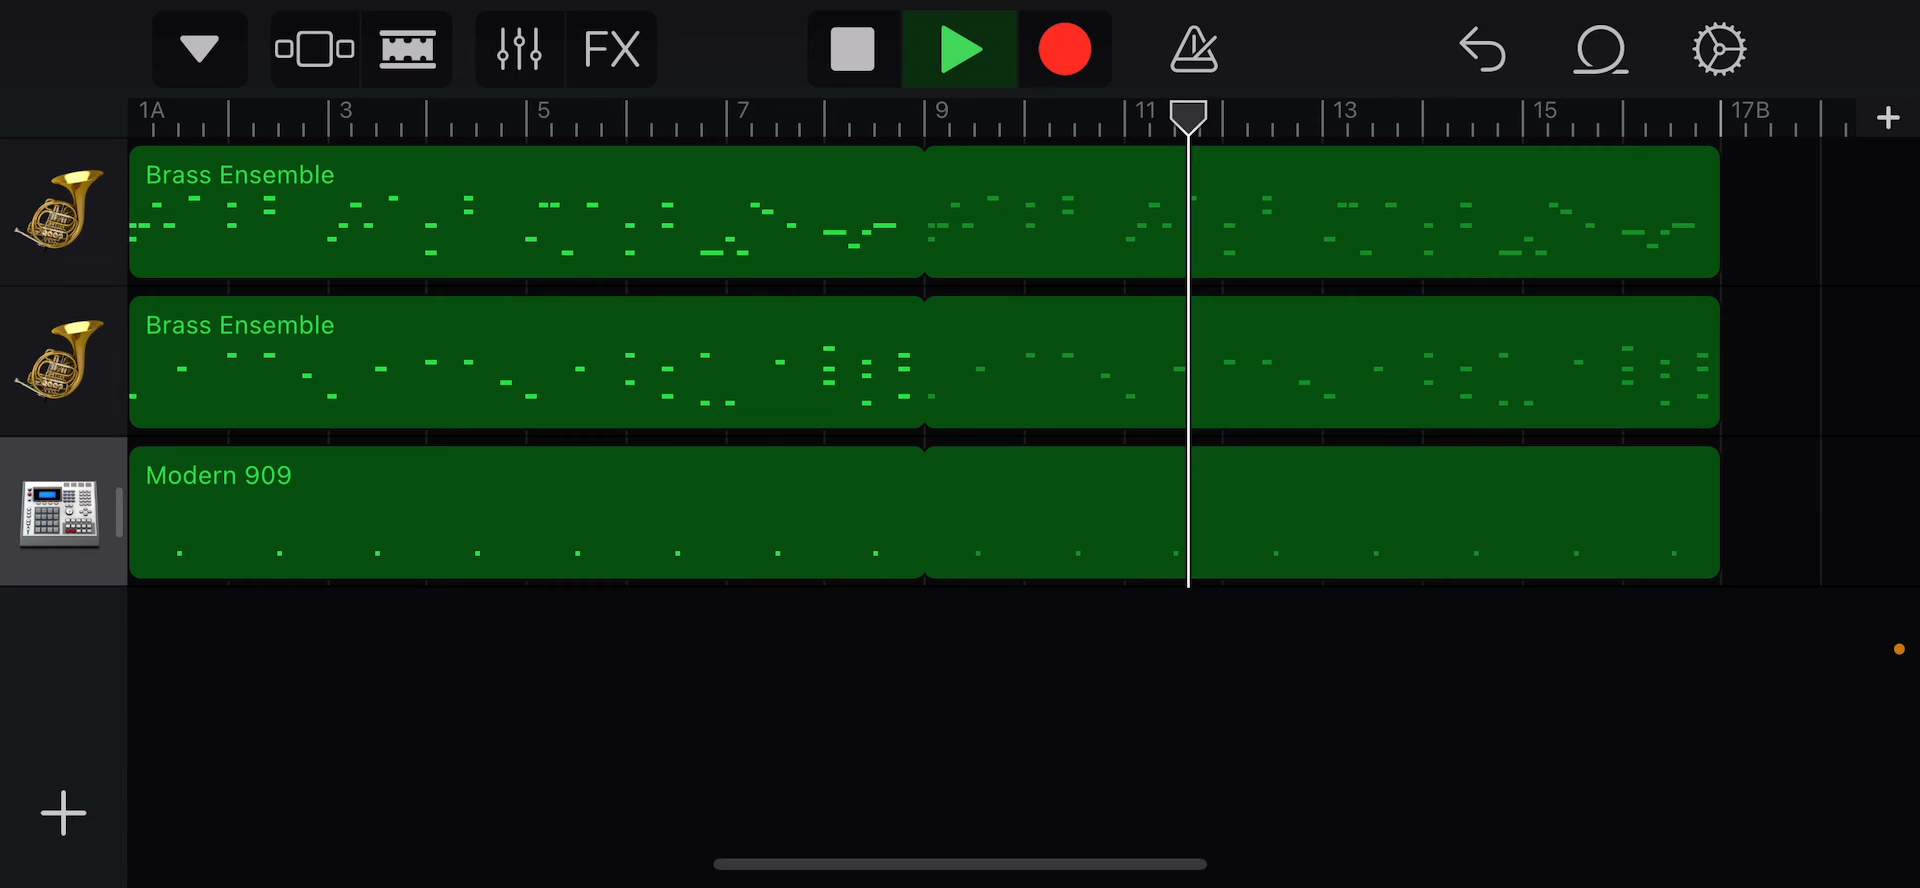 FX
1A 3 5 7 9 11 13 15 17B
Brass Ensemble
Brass Ensemble
Modern 909